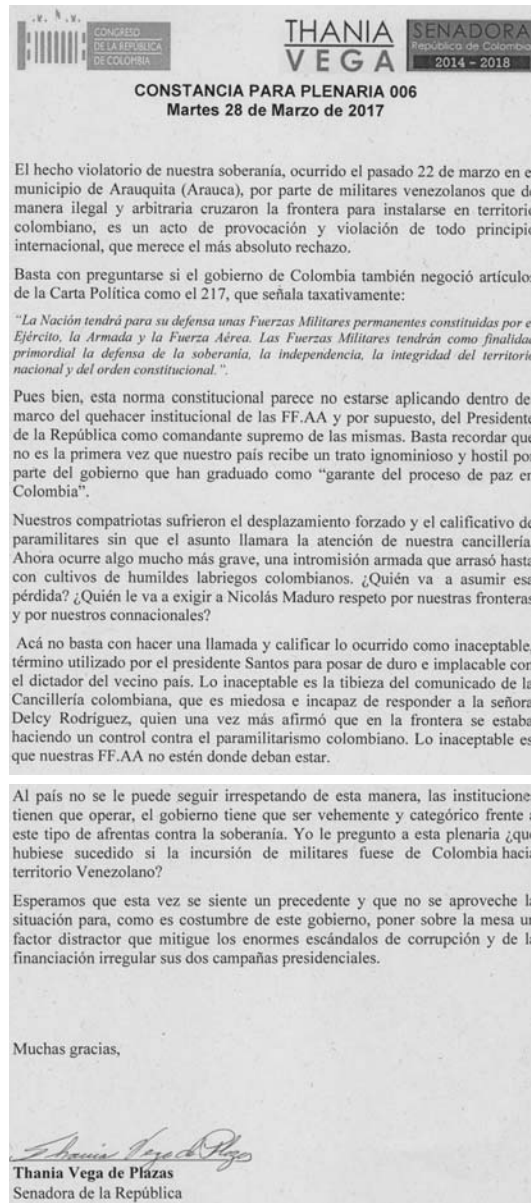 CONGRESO
DE LA REPÚBLICA
DE COLOMBIA
THANIA
VEGA
SENADORA
República de Colombia
2014 - 2018
CONSTANCIA PARA PLENARIA 006
Martes 28 de Marzo de 2017
El hecho violatorio de nuestra soberanía, ocurrido el pasado 22 de marzo en e
municipio de Arauquita (Arauca), por parte de militares venezolanos que de
manera ilegal y arbitraria cruzaron la frontera para instalarse en territorio
colombiano, es un acto de provocación y violación de todo principio
internacional, que merece el más absoluto rechazo.
Basta con preguntarse si el gobierno de Colombia también negoció artículos
de la Carta Política como el 217, que señala taxativamente:
“La Nación tendrá para su defensa unas Fuerzas Militares permanentes constituidas por e
Ejército, la Armada y la Fuerza Aérea. Las Fuerzas Militares tendrán como finalidad
primordial la defensa de la soberanía, la independencia, la integridad del territorio
nacional y del orden constitucional.”.
Pues bien, esta norma constitucional parece no estarse aplicando dentro de
marco del quehacer institucional de las FF.AA y por supuesto, del Presidente
de la República como comandante supremo de las mismas. Basta recordar que
no es la primera vez que nuestro país recibe un trato ignominioso y hostil po
parte del gobierno que han graduado como “garante del proceso de paz en
Colombia”.
Nuestros compatriotas sufrieron el desplazamiento forzado y el calificativo de
paramilitares sin que el asunto llamara la atención de nuestra cancillería
Ahora ocurre algo mucho más grave, una intromisión armada que arrasó hasta
con cultivos de humildes labriegos colombianos. ¿Quién va a asumir esa
pérdida? ¿Quién le va a exigir a Nicolás Maduro respeto por nuestras fronteras
y por nuestros connacionales?
Acá no basta con hacer una llamada y calificar lo ocurrido como inaceptable,
término utilizado por el presidente Santos para posar de duro e implacable con
el dictador del vecino país. Lo inaceptable es la tibieza del comunicado de la
Cancillería colombiana, que es miedosa e incapaz de responder a la señora
Delcy Rodríguez, quien una vez más afirmó que en la frontera se estaba
haciendo un control contra el paramilitarismo colombiano. Lo inaceptable es
que nuestras FF.AA no estén donde deban estar.
Al país no se le puede seguir irrespetando de esta manera, las institucione
tienen que operar, el gobierno tiene que ser vehemente y categórico frente a
este tipo de afrentas contra la soberanía. Yo le pregunto a esta plenaria ¿que
hubiese sucedido si la incursión de militares fuese de Colombia haci
territorio Venezolano?
Esperamos que esta vez se siente un precedente y que no se aproveche l
situación para, como es costumbre de este gobierno, poner sobre la mesa un
factor distractor que mitigue los enormes escándalos de corrupción y de l
financiación irregular sus dos campañas presidenciales.
Muchas gracias,
Thania Vega de Plazas
Thania Vega de Plazas
Senadora de la República